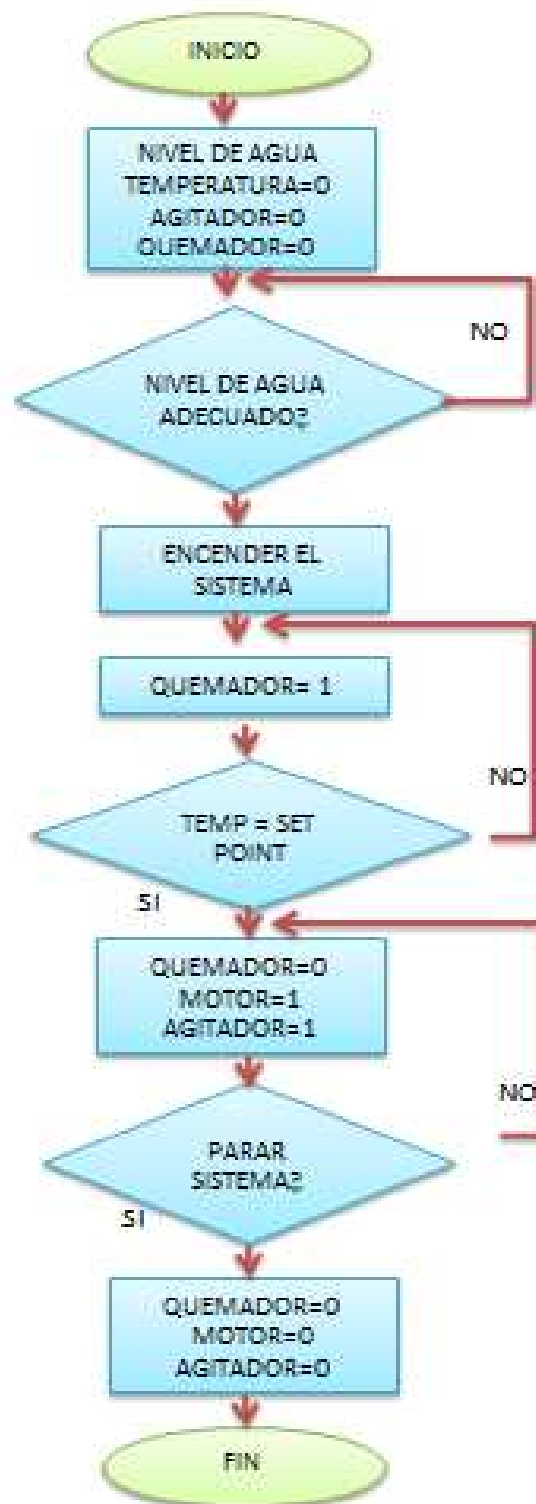 INICIO
NIVEL DE AGUA
TEMPERATURA=0
AGITADOR=0
QUEMADOR=0
NO
NIVEL DE AGUA
ADECUADO?
ENCENDER EL
SISTEMA
QUEMADOR= 1
NO
TEMP = SET
POINT
SI
QUEMADOR=0
MOTOR=1
AGITADOR=1
NO
PARAR
SISTEMA?
SI
QUEMADOR=0
MOTOR=0
AGITADOR=0
FIN